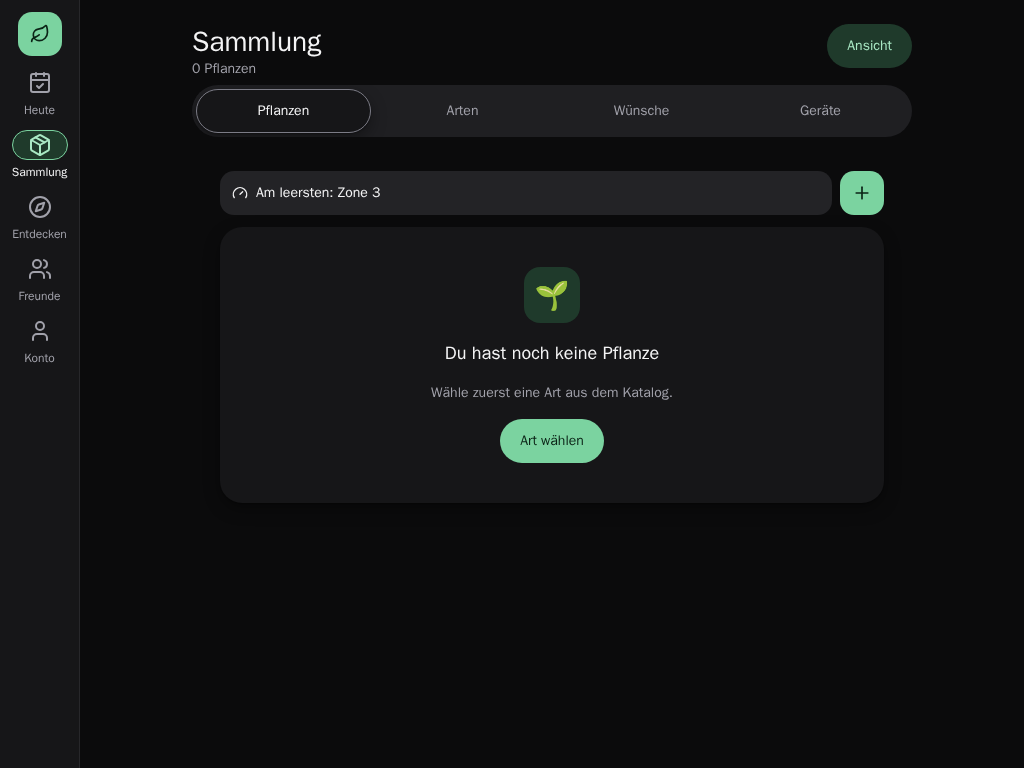 Sammlung
0 Pflanzen
Ansicht
Heute
Sammlung
Entdecken
Freunde
Konto
Pflanzen
Arten
Wünsche
Geräte
Am leersten: Zone 3
Du hast noch keine Pflanze
Wähle zuerst eine Art aus dem Katalog.
Art wählen